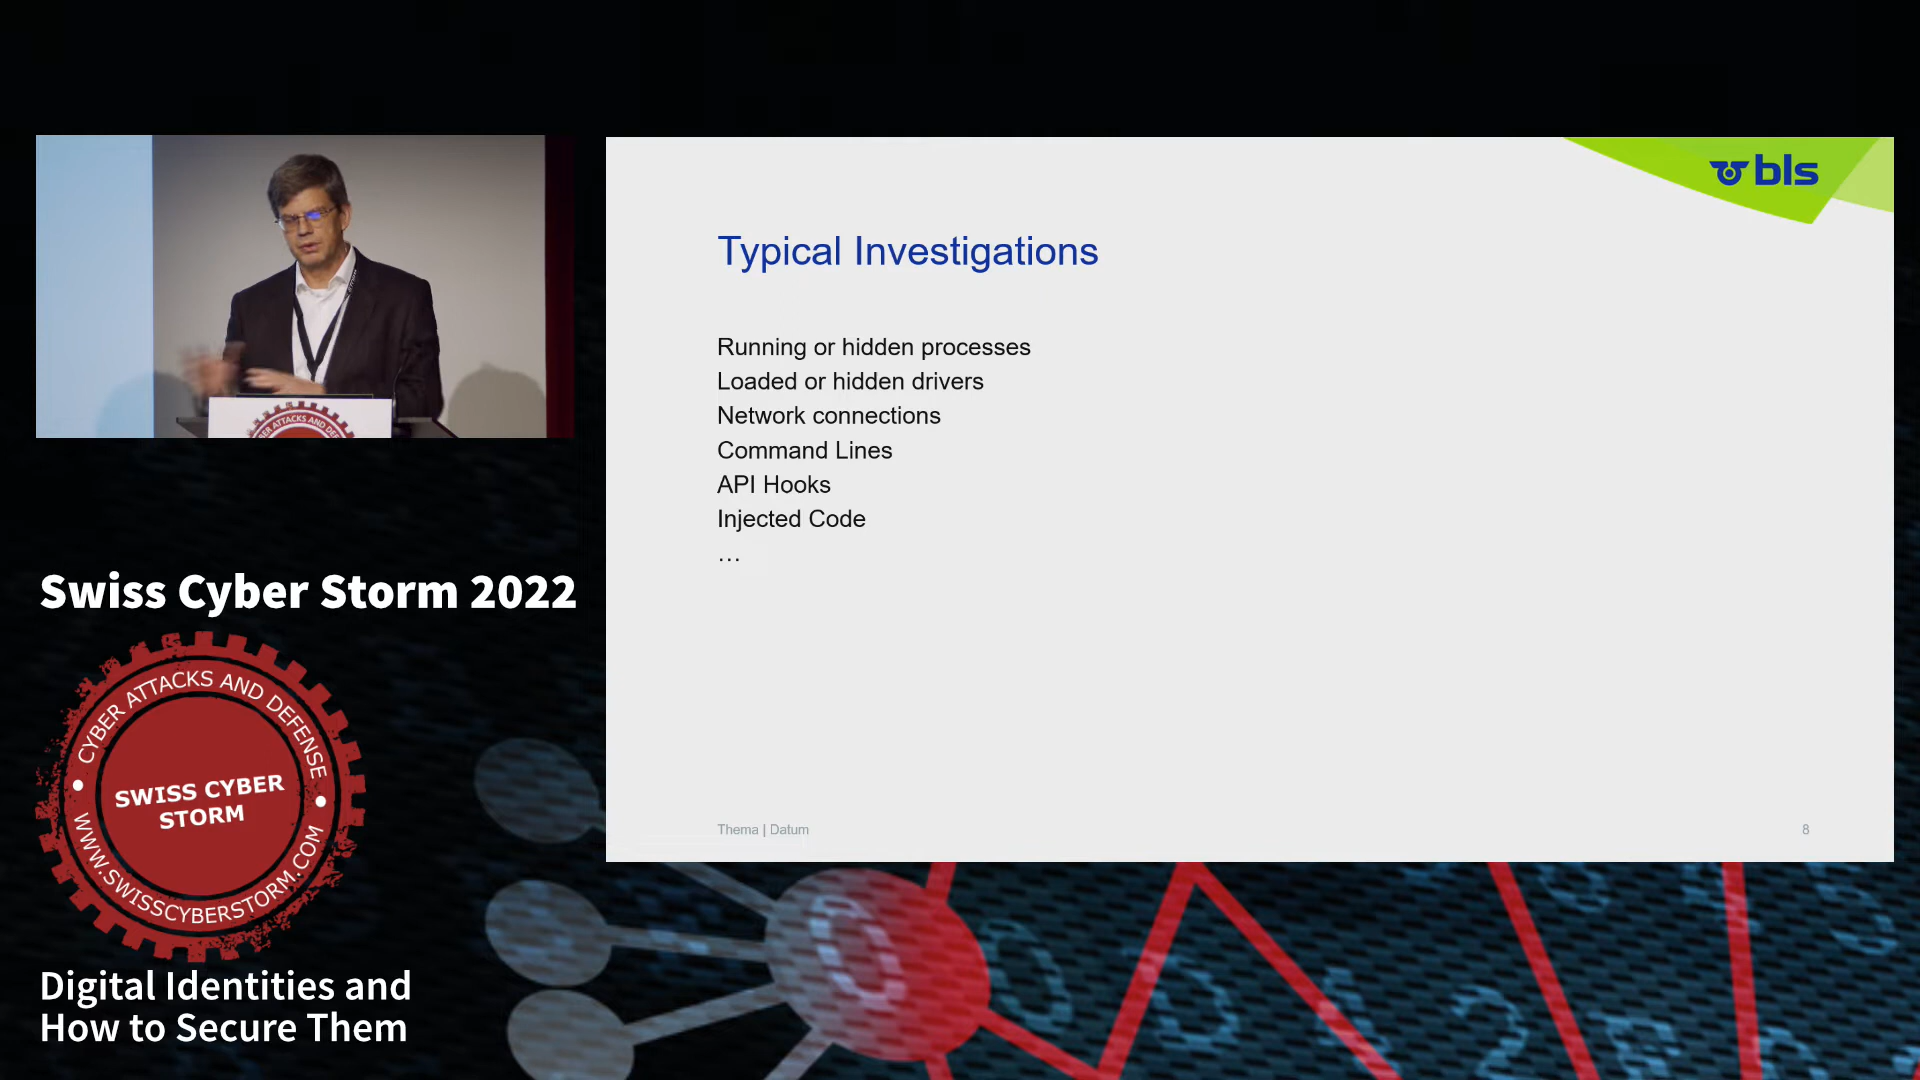 bls
Typical Investigations
Running or hidden processes
Loaded or hidden drivers
Network connections
Command Lines
API Hooks
Injected Code
…
Thema | Datum
8
Swiss Cyber Storm 2022
CYBER ATTACKS AND DEFENSE
SWISS CYBER
STORM
WWW.SWISSCYBERSTORM.COM
Digital Identities and
How to Secure Them